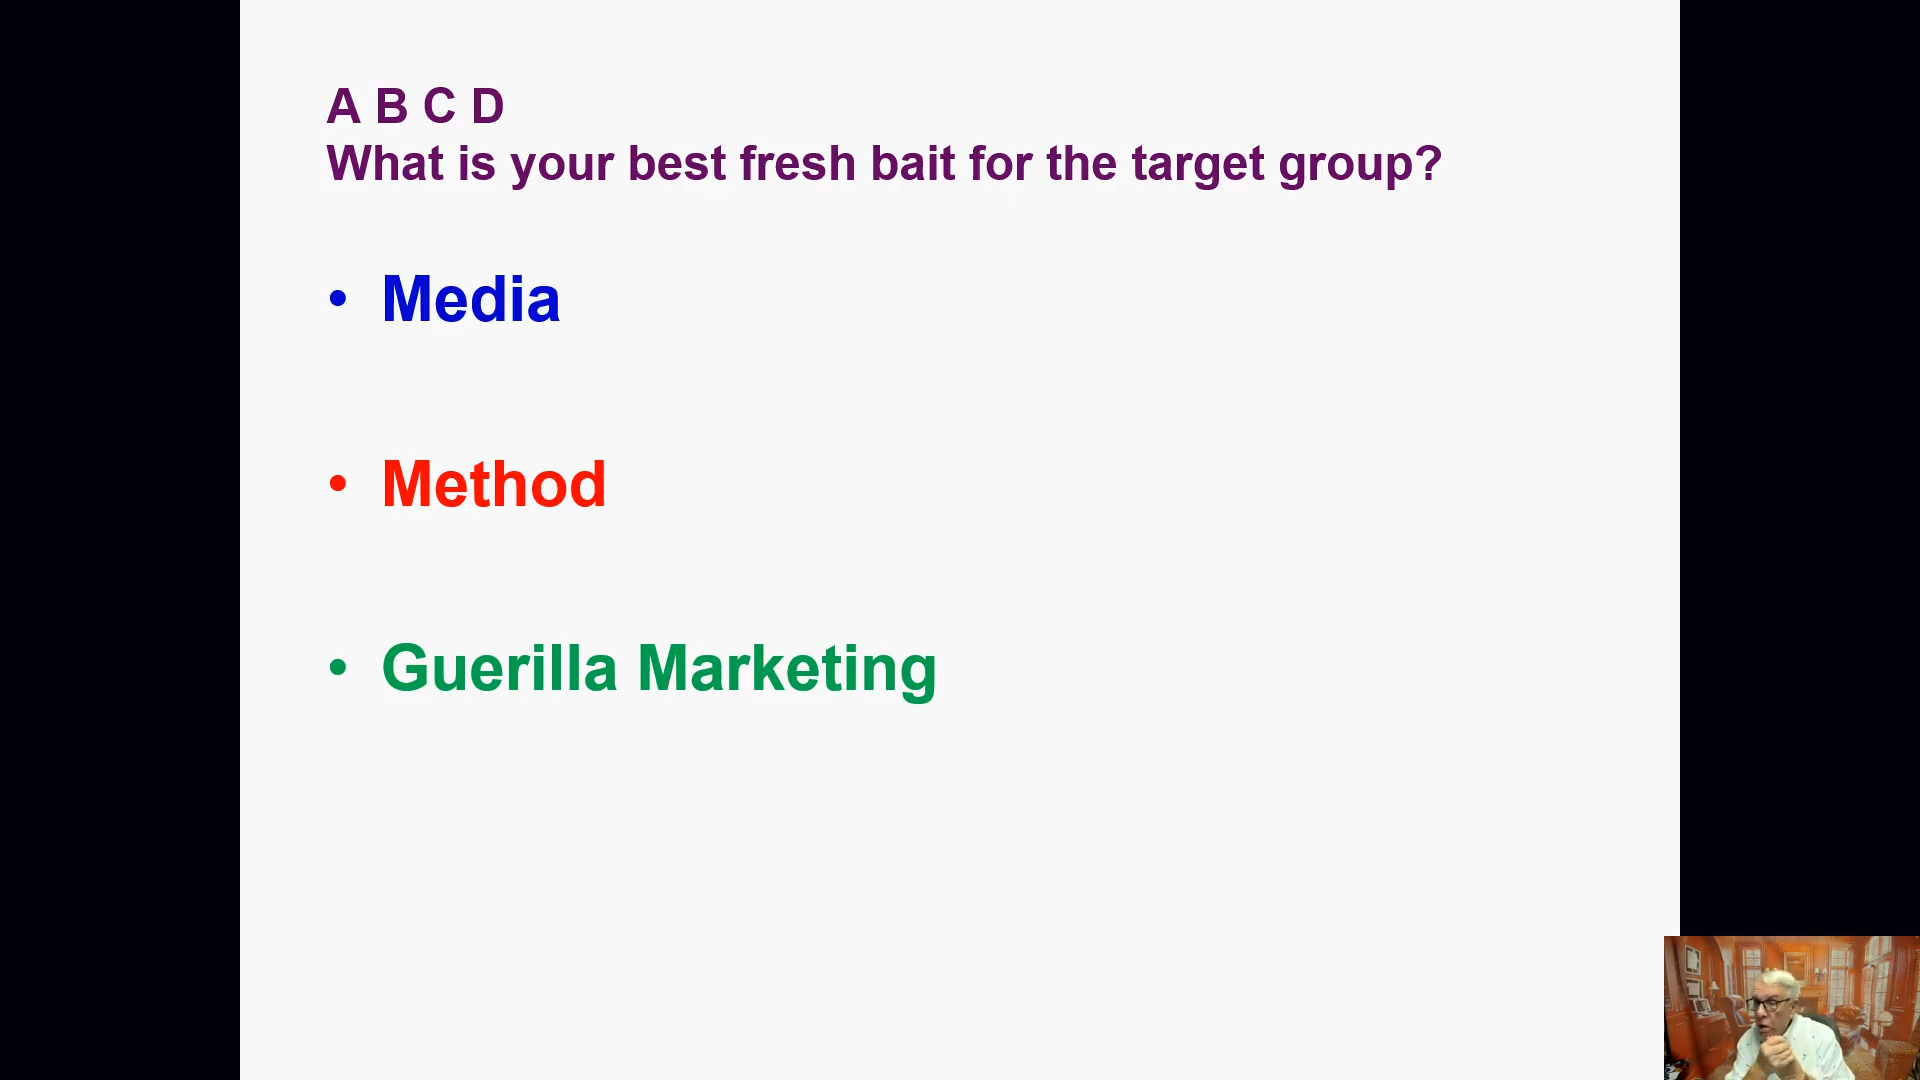 A B C D
What is your best fresh bait for the target group?
• Media
• Method
• Guerilla Marketing